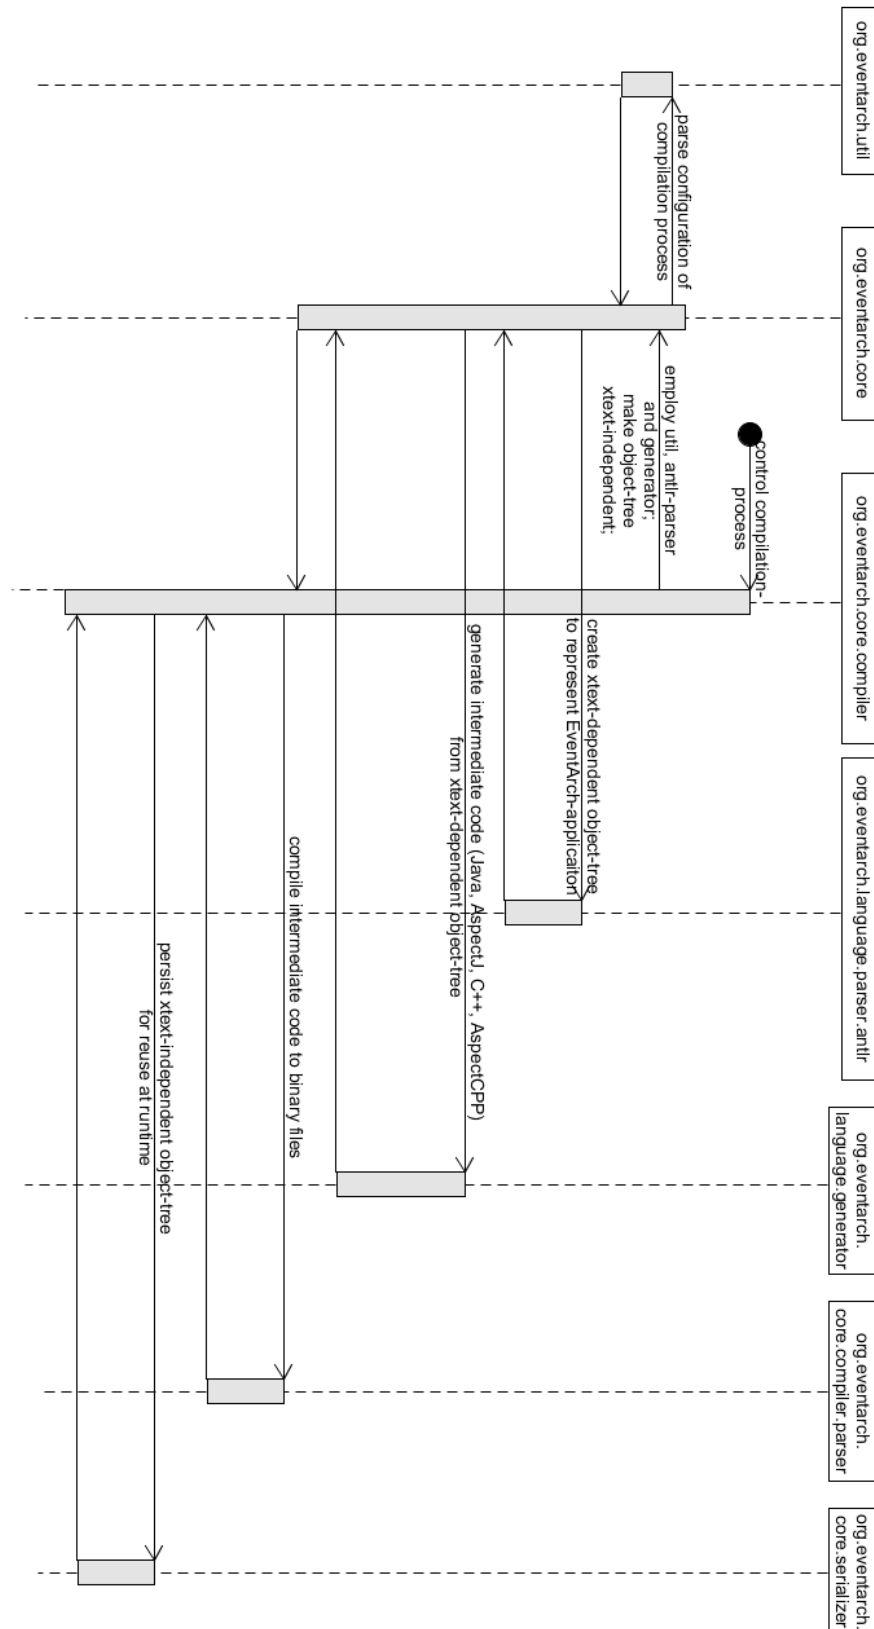 org.eventarch.util
org.eventarch.core
org.eventarch.core.compiler
org.eventarch.language.parser.antlr
org.eventarch.
language.generator
org.eventarch.
core.compiler.parser
org.eventarch.
core.serializer
control compilation-
process
employ util, antlr-parser
and generator;
make object-tree
xtext-independent;
parse configuration of
compilation process
create xtext-dependent object-tree
to represent EventArch-applicaiton
generate intermediate code (Java, AspectJ, C++, AspectCPP)
from xtext-dependent object-tree
compile intermediate code to binary files
persist xtext-independent object-tree
for reuse at runtime